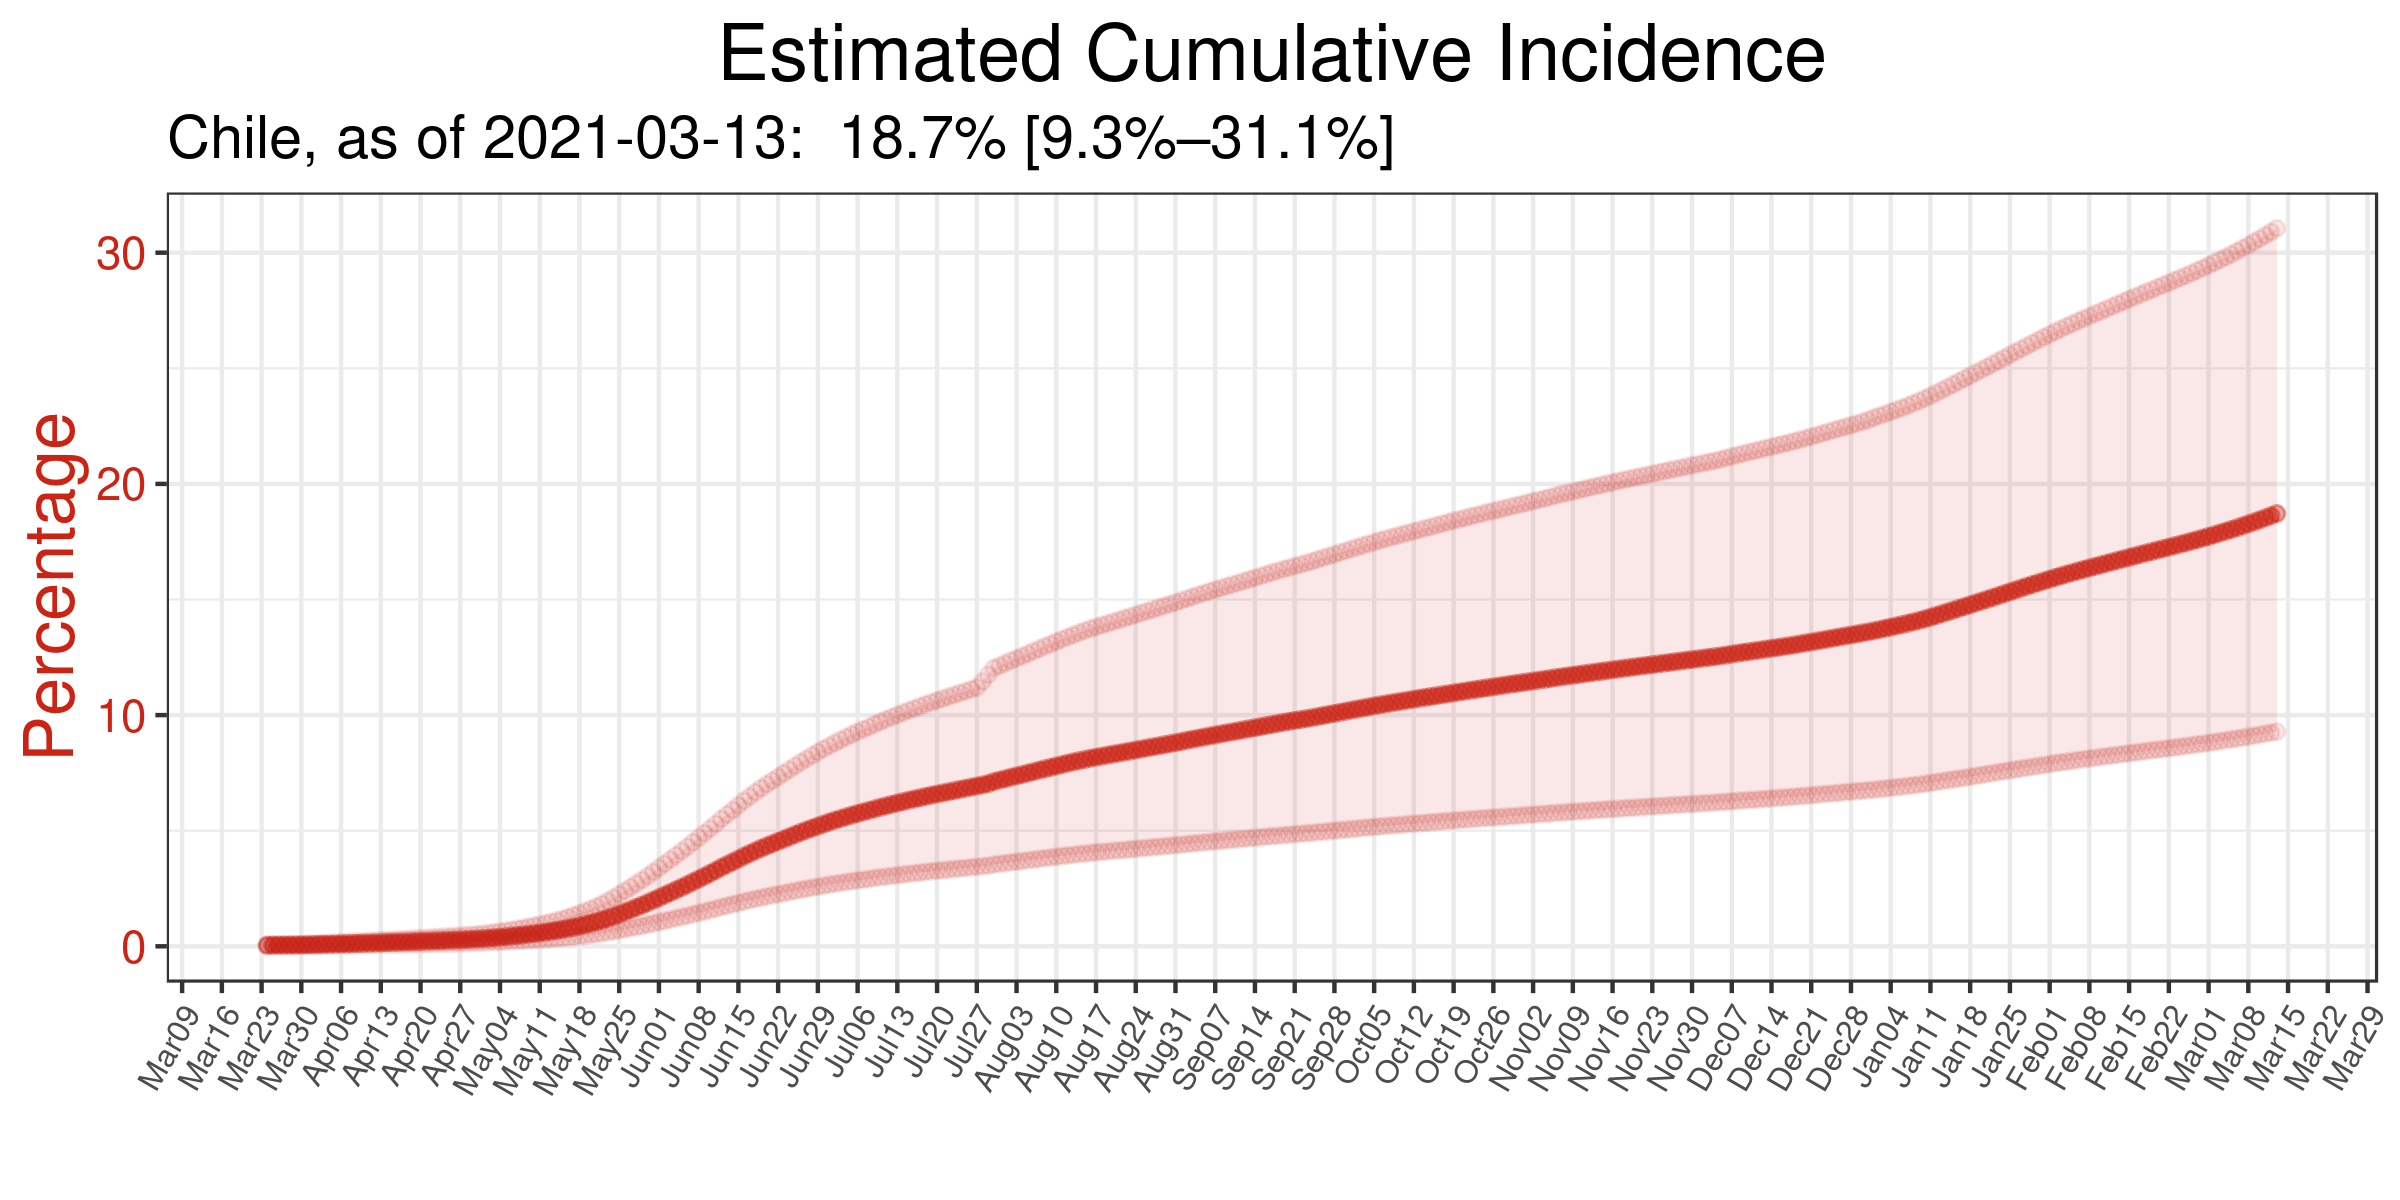 Estimated Cumulative Incidence
Chile, as of 2021-03-13:  18.7% [9.3%–31.1%]
Percentage
30
20
10
0
Mar09
Mar16
Mar23
Mar30
Apr06
Apr13
Apr20
Apr27
May04
May11
May18
May25
Jun01
Jun08
Jun15
Jun22
Jun29
Jul06
Jul13
Jul20
Jul27
Aug03
Aug10
Aug17
Aug24
Aug31
Sep07
Sep14
Sep21
Sep28
Oct05
Oct12
Oct19
Oct26
Nov02
Nov09
Nov16
Nov23
Nov30
Dec07
Dec14
Dec21
Dec28
Jan04
Jan11
Jan18
Jan25
Feb01
Feb08
Feb15
Feb22
Mar01
Mar08
Mar15
Mar22
Mar29